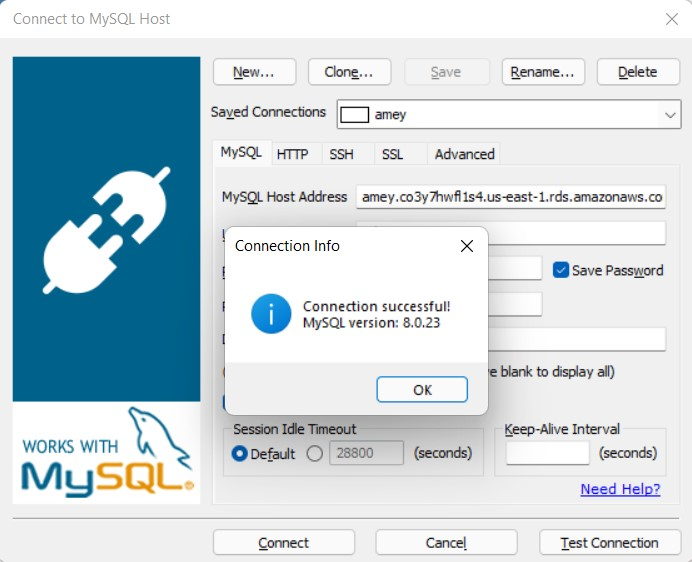 Connect to MySQL Host
New... Clone... Save Rename... Delete
Saved Connections amey
MySQL HTTP SSH SSL Advanced
MySQL Host Address amey.co3y7hwfl1s4.us-east-1.rds.amazonaws.co
Connection Info
Save Password
Connection successful!
MySQL version: 8.0.23
blank to display all)
OK
Session Idle Timeout
Keep-Alive Interval
Default 28800 (seconds)
(seconds)
WORKS WITH
MySQL®
Need Help?
Connect Cancel Test Connection